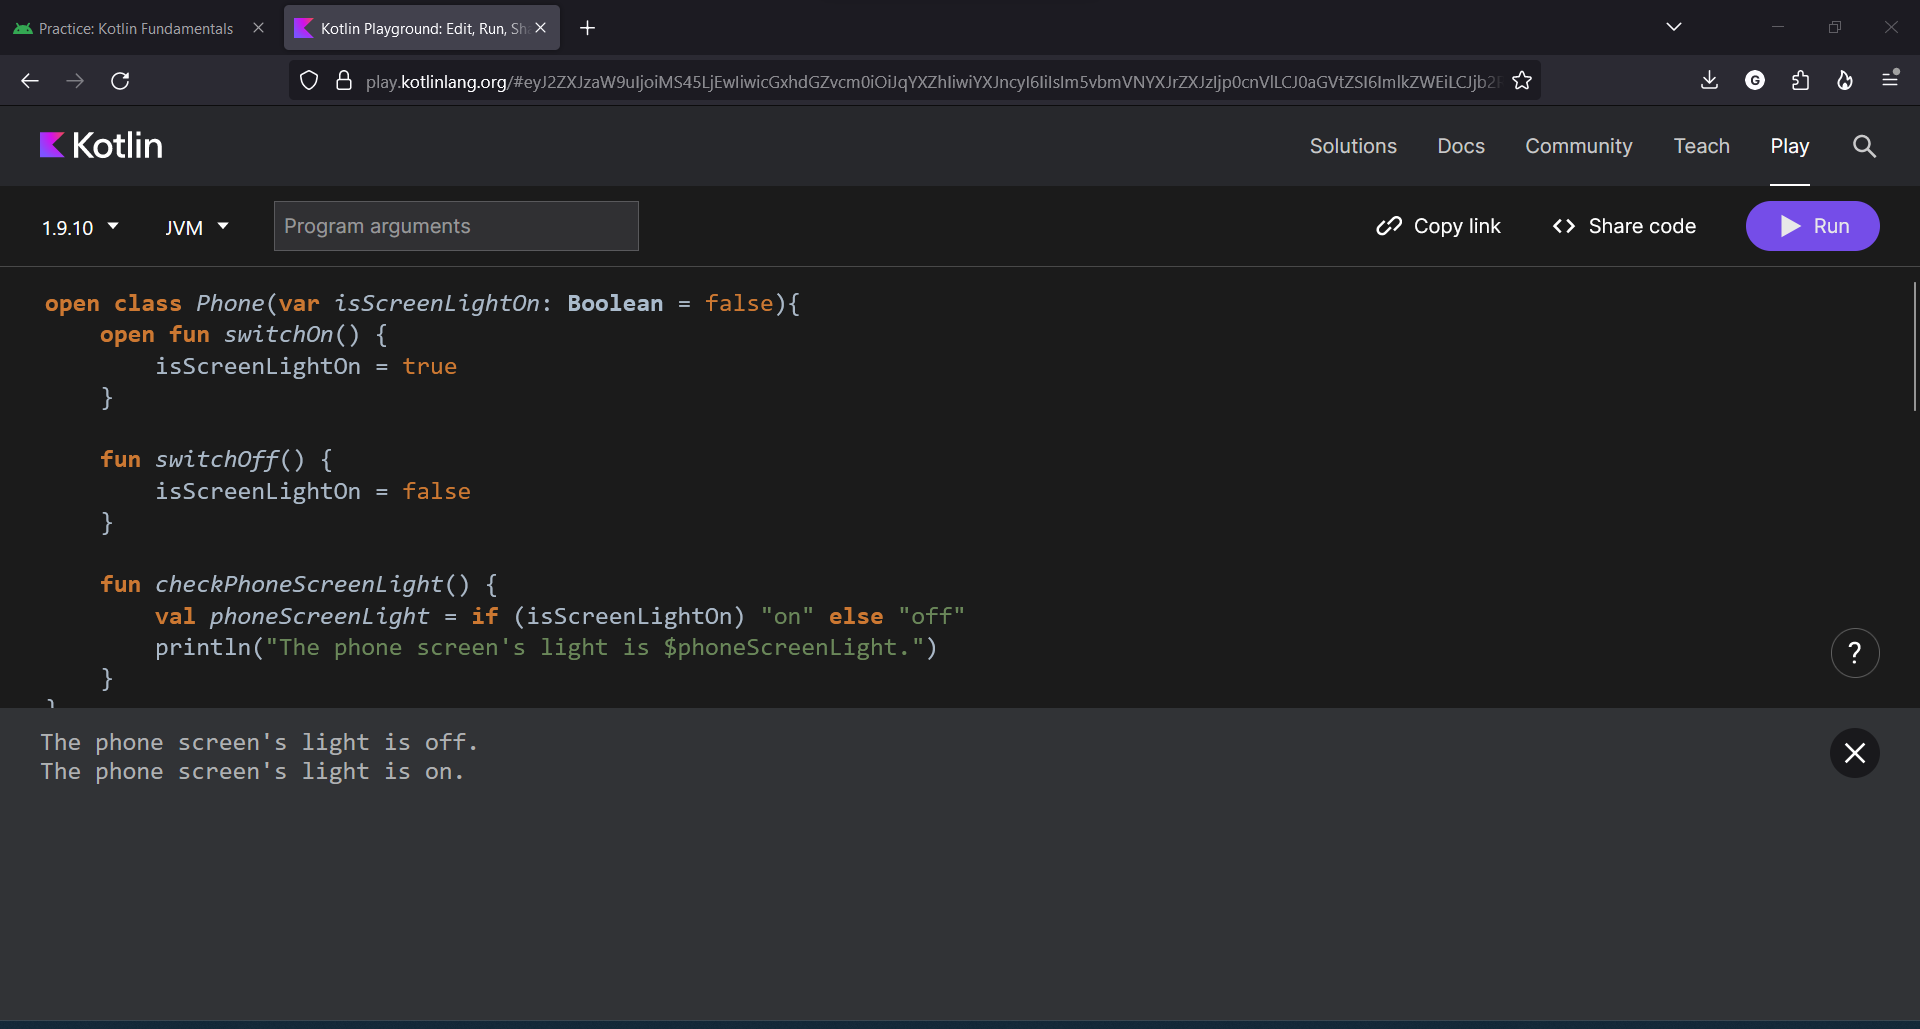 Practice: Kotlin Fundamentals
Kotlin Playground: Edit, Run, Sh
play.kotlinlang.org/#eyJ2ZXJzaW9uIjoiMS45LjEwIiwicGxhdGZvcm0iOiJqYXZhIiwiYXJncyI6IiIsIm5vbmVNYXJrZXJzIjp0cnVlLCJ0aGVtZSI6ImlkZWEiLCJjb2R
G
Kotlin
Solutions Docs Community Teach Play
1.9.10 JVM Program arguments Copy link <> Share code Run
open class Phone(var isScreenLightOn: Boolean = false){
open fun switchOn() {
isScreenLightOn = true
}
fun switchOff() {
isScreenLightOn = false
}
fun checkPhoneScreenLight() {
val phoneScreenLight = if (isScreenLightOn) "on" else "off"
println("The phone screen's light is $phoneScreenLight.")
}
}
?
The phone screen's light is off.
The phone screen's light is on.